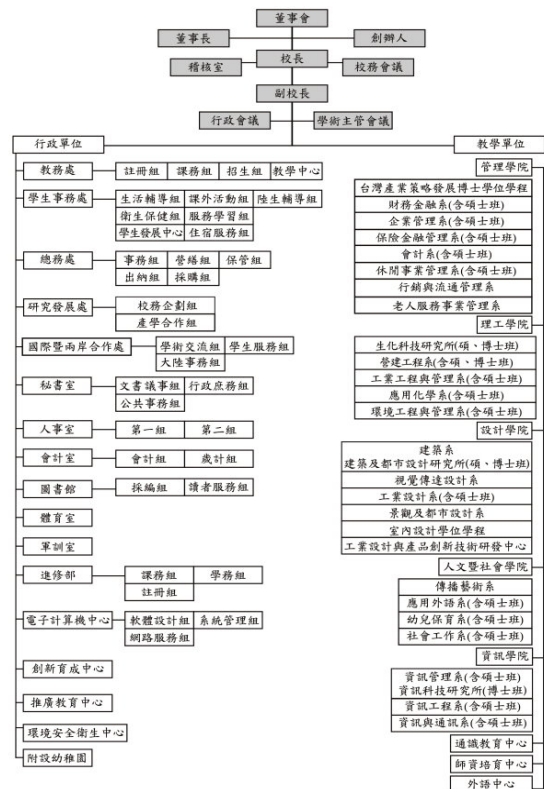 董事會
董事長 創辦人
校長
稽核室 校務會議
副校長
行政會議 學術主管會議
行政單位
教務處 註冊組 課務組 招生組 教學中心
學生事務處 生活輔導組 課外活動組 陸生輔導組
衛生保健組 服務學習組
學生發展中心 住宿服務組
總務處 事務組 營繕組 保管組
出納組 採購組
研究發展處 校務企劃組
產學合作組
國際暨兩岸合作處 學術交流組 學生服務組
大陸事務組
秘書室 文書議事組 行政庶務組
公共事務組
人事室 第一組 第二組
會計室 會計組 歲計組
圖書館 採編組 讀者服務組
體育室
軍訓室
進修部 課務組 學務組
註冊組
電子計算機中心 軟體設計組 系統管理組
網路服務組
創新育成中心
推廣教育中心
環境安全衛生中心
附設幼稚園
教學單位
管理學院
台灣產業策略發展博士學位學程
財務金融系(含碩士班)
企業管理系(含碩士班)
保險金融管理系(含碩士班)
會計系(含碩士班)
休閒事業管理系(含碩士班)
行銷與流通管理系
老人服務事業管理系
理工學院
生化科技研究所(碩、博士班)
營建工程系(含碩、博士班)
工業工程與管理系(含碩士班)
應用化學系(含碩士班)
環境工程與管理系(含碩士班)
設計學院
建築系
建築及都市設計研究所(碩、博士班)
視覺傳達設計系
工業設計系(含碩士班)
景觀及都市設計系
室內設計學位學程
工業設計與產品創新技術研發中心
人文暨社會學院
傳播藝術系
應用外語系(含碩士班)
幼兒保育系(含碩士班)
社會工作系(含碩士班)
資訊學院
資訊管理系(含碩士班)
資訊科技研究所(博士班)
資訊工程系(含碩士班)
資訊與通訊系(含碩士班)
通識教育中心
師資培育中心
外語中心